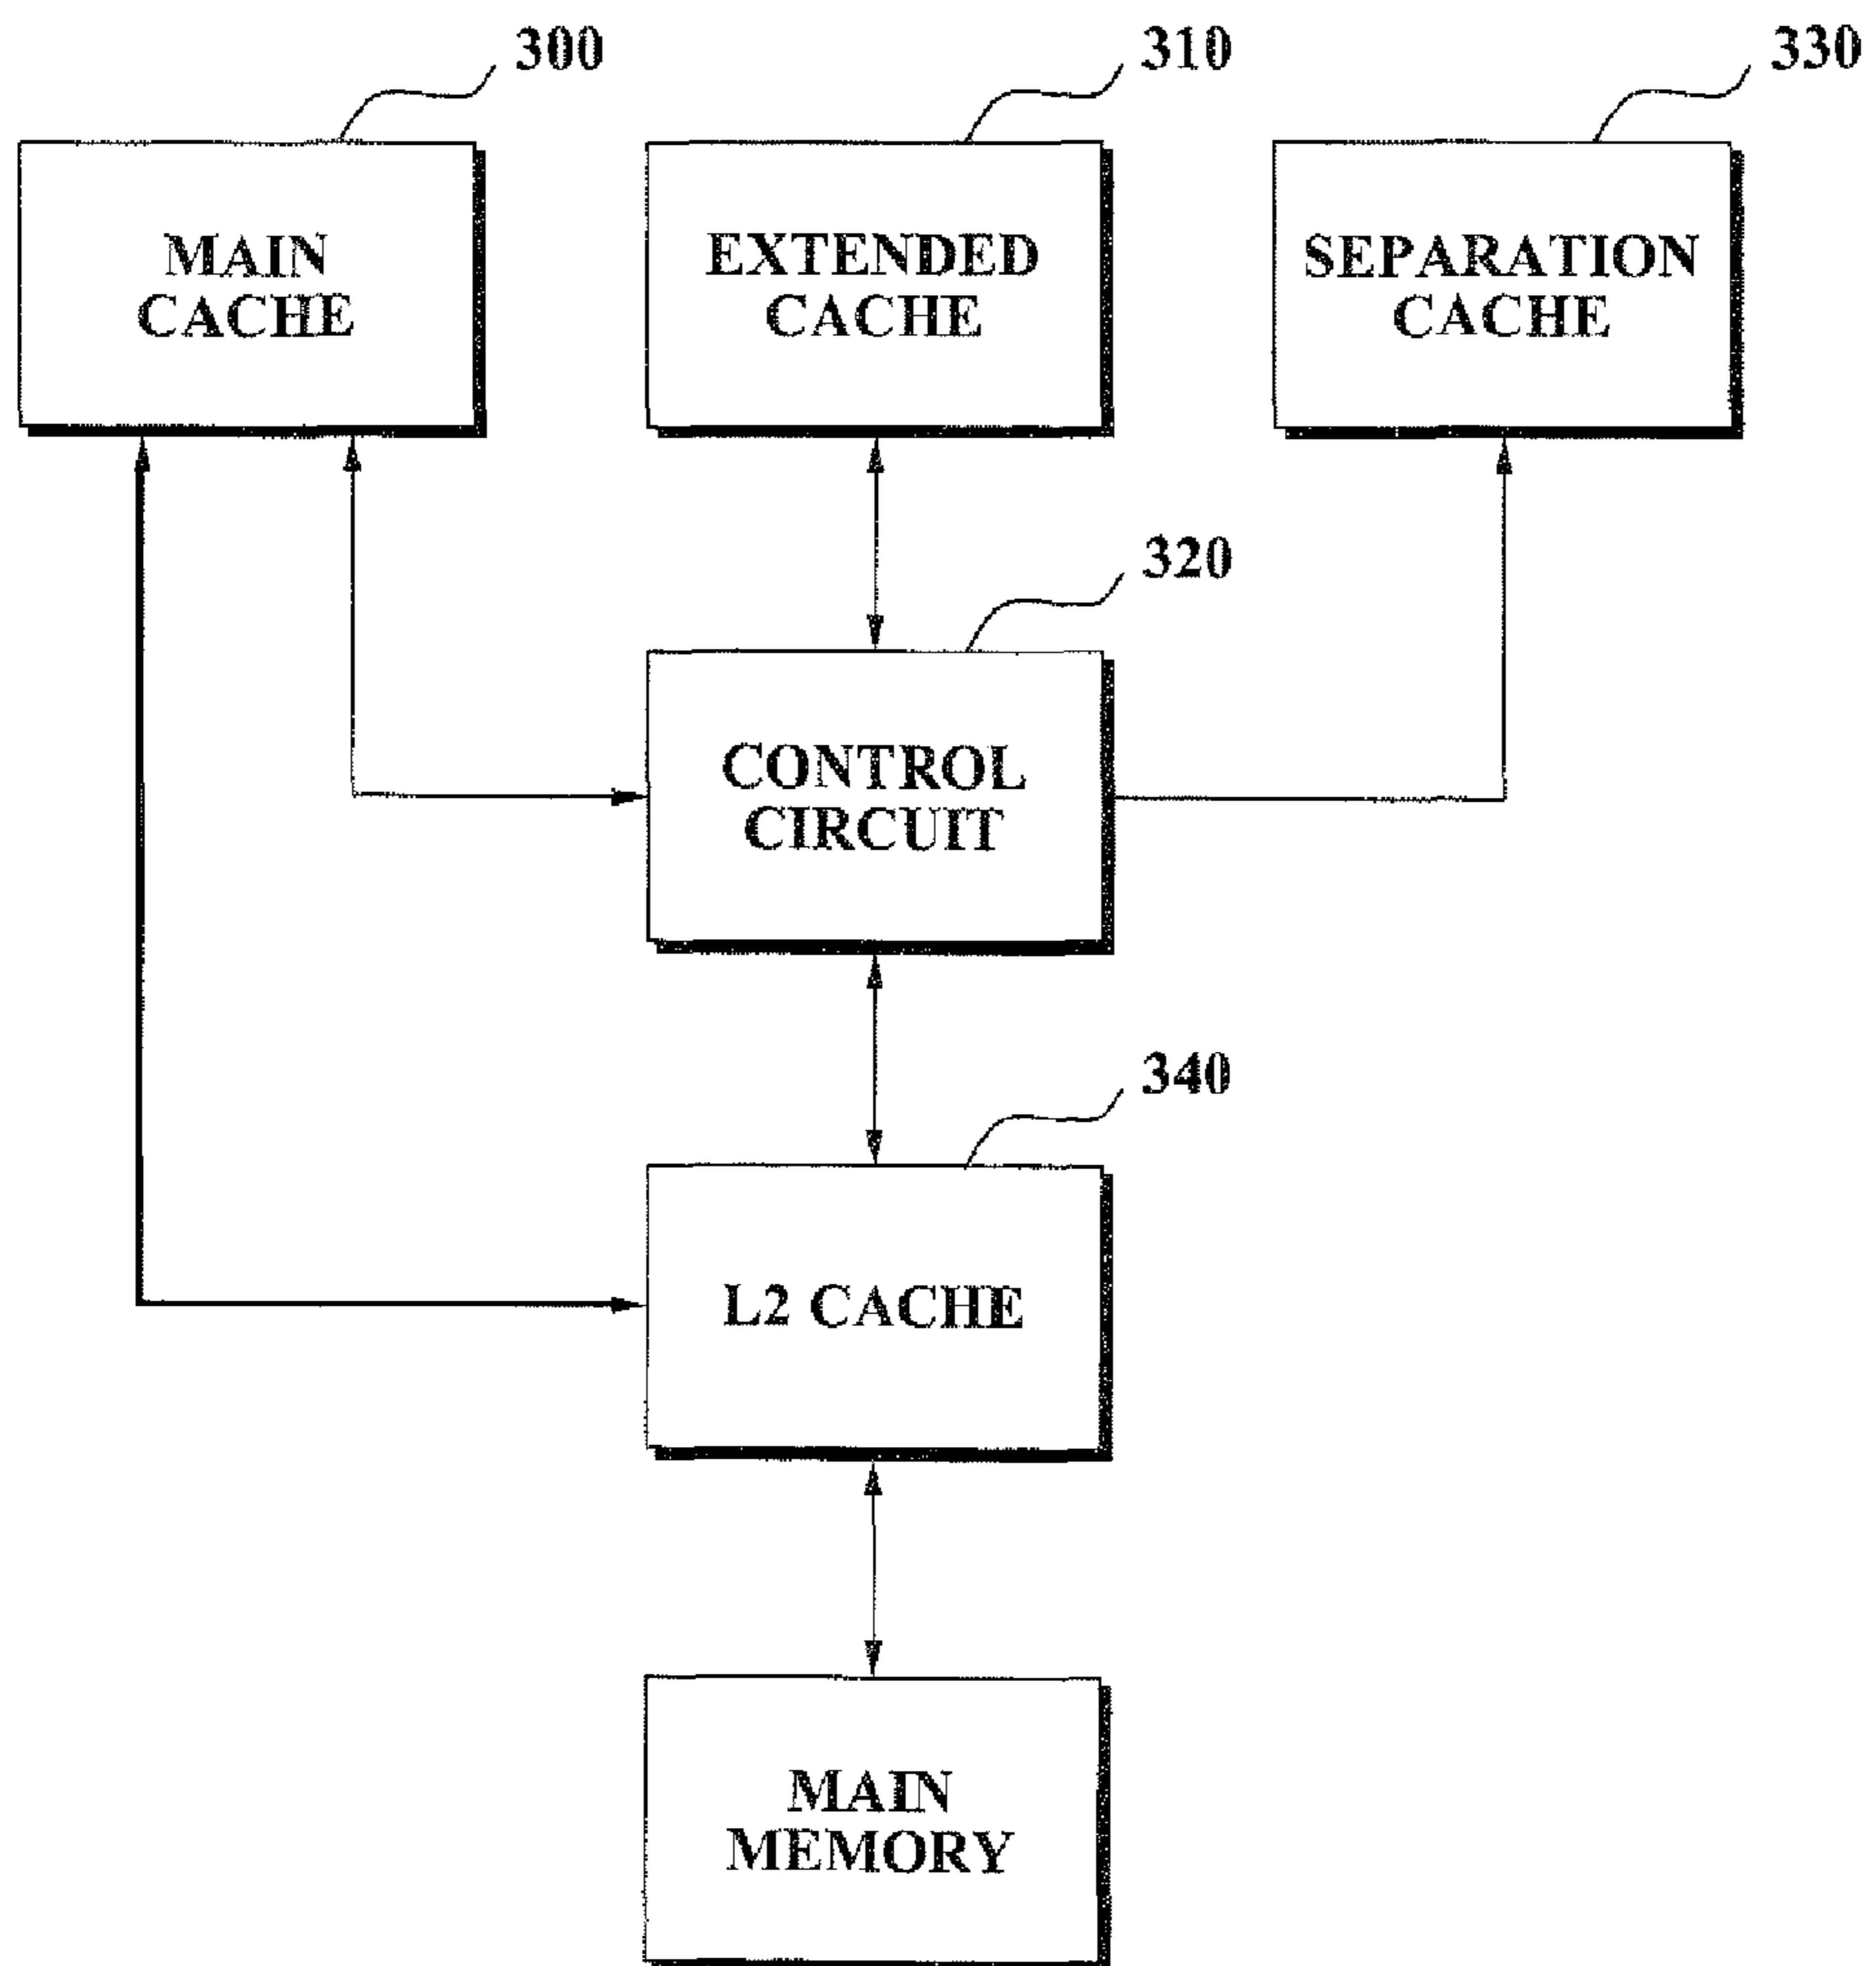 300
310
330
MAIN
CACHE
EXTENDED
CACHE
SEPARATION
CACHE
320
CONTROL
CIRCUIT
340
L2 CACHE
MAIN
MEMORY